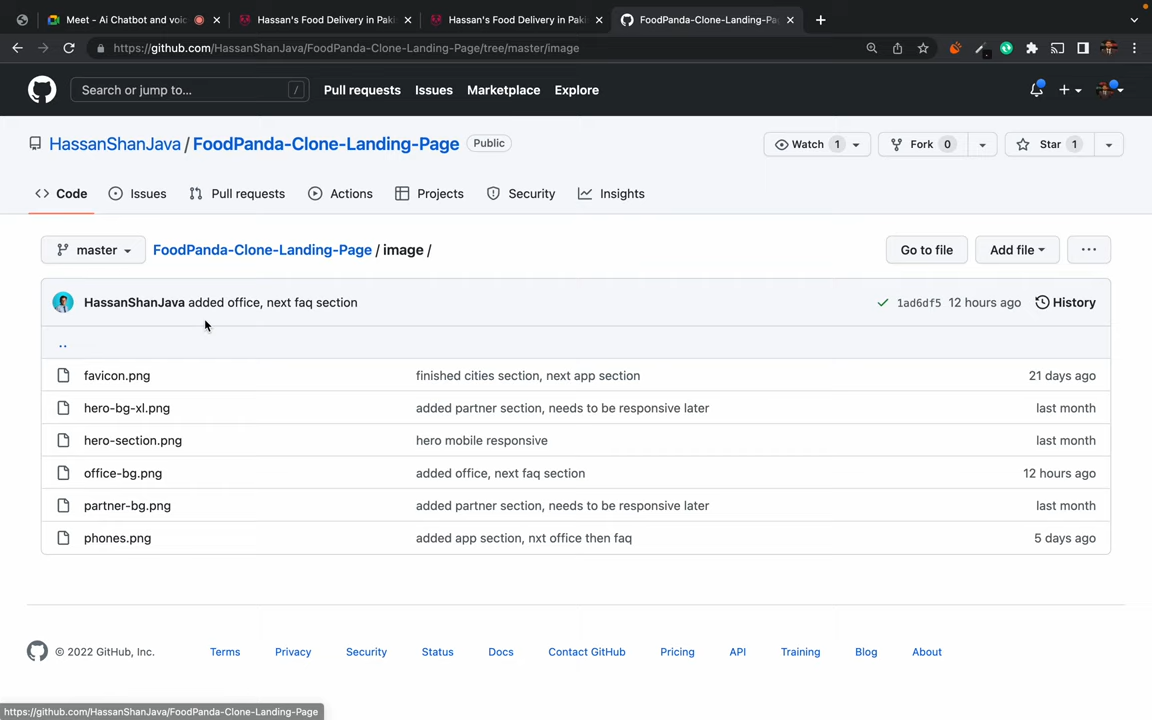 Meet - Ai Chatbot and voic
Hassan's Food Delivery in Paki
Hassan's Food Delivery in Paki
FoodPanda-Clone-Landing-Pa
https://github.com/HassanShanJava/FoodPanda-Clone-Landing-Page/tree/master/image
Search or jump to...
/
Pull requests
Issues
Marketplace
Explore
HassanShanJava / FoodPanda-Clone-Landing-Page
Public
Watch 1
Fork 0
Star 1
Code
Issues
Pull requests
Actions
Projects
Security
Insights
master
FoodPanda-Clone-Landing-Page / image /
Go to file
Add file
...
HassanShanJava added office, next faq section
1ad6df5 12 hours ago
History
..
favicon.png finished cities section, next app section 21 days ago
hero-bg-xl.png added partner section, needs to be responsive later last month
hero-section.png hero mobile responsive last month
office-bg.png added office, next faq section 12 hours ago
partner-bg.png added partner section, needs to be responsive later last month
phones.png added app section, nxt office then faq 5 days ago
© 2022 GitHub, Inc.
Terms
Privacy
Security
Status
Docs
Contact GitHub
Pricing
API
Training
Blog
About
https://github.com/HassanShanJava/FoodPanda-Clone-Landing-Page